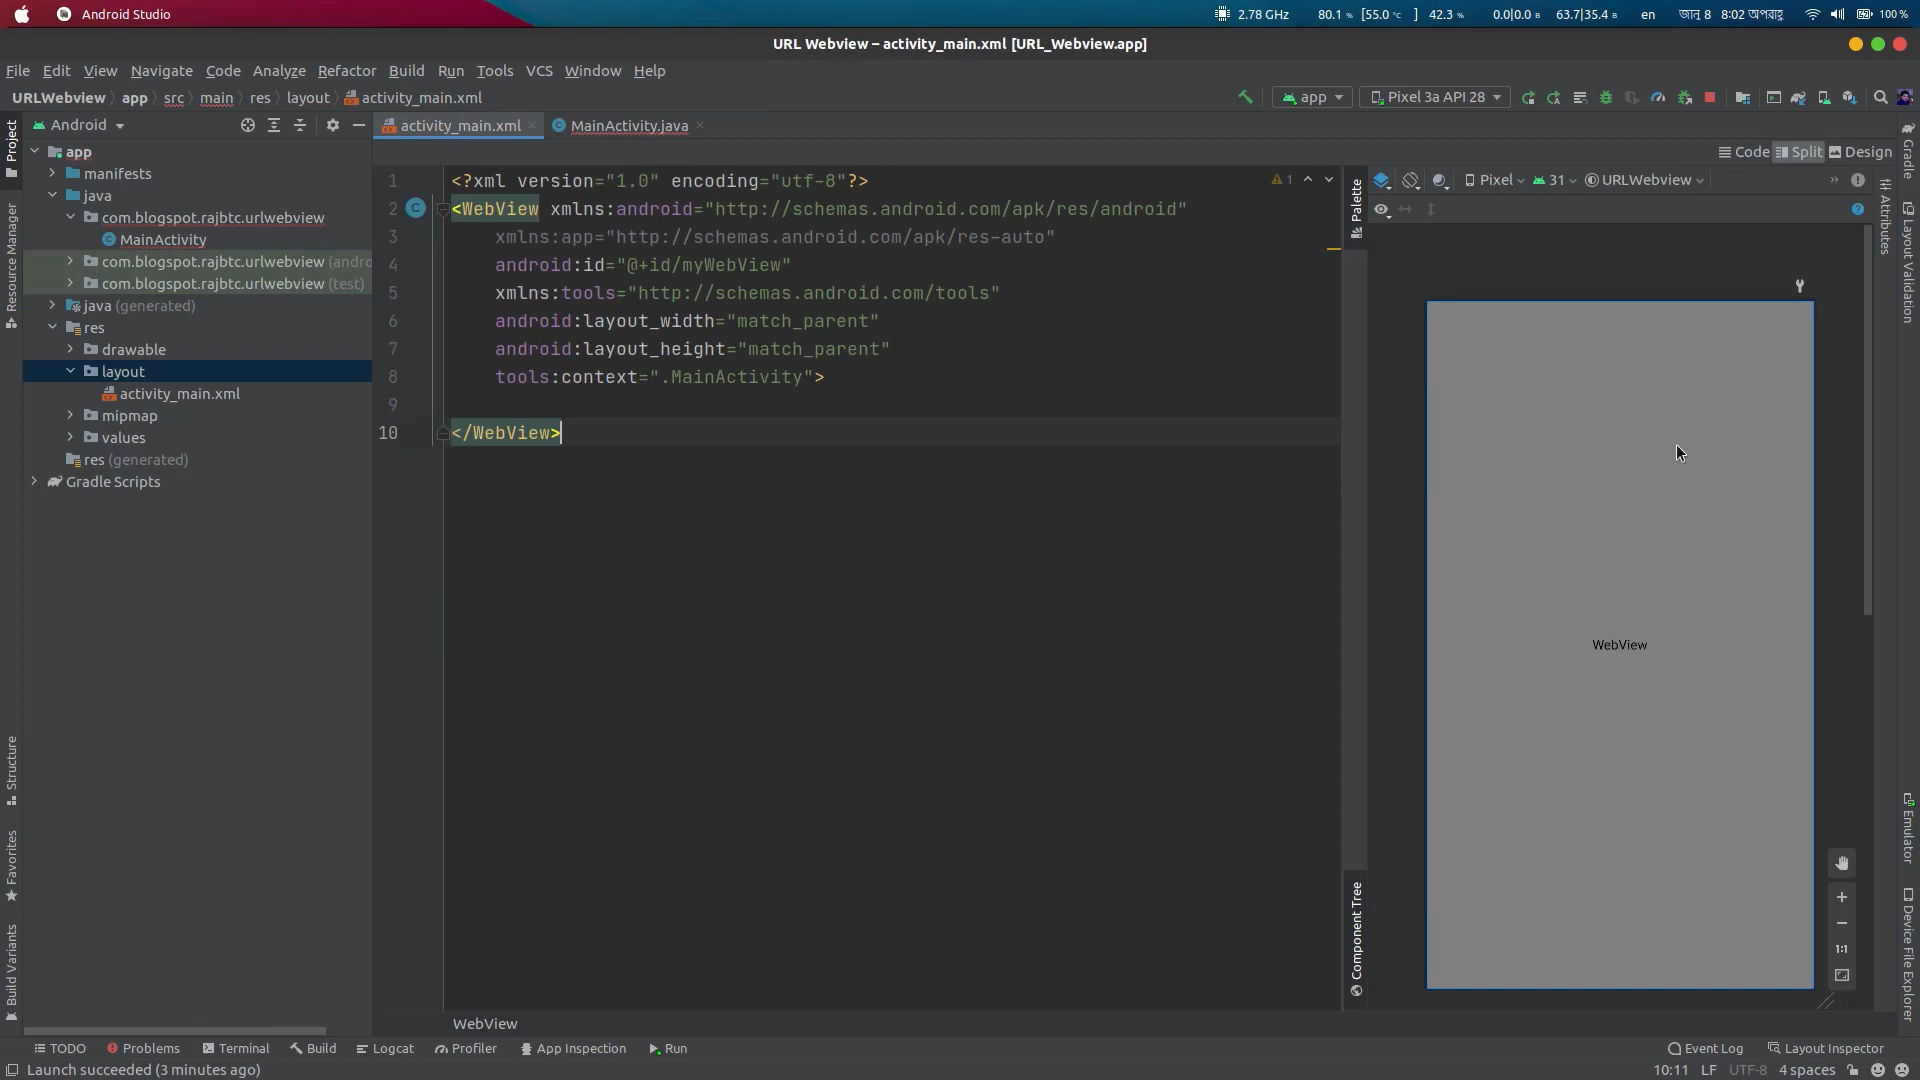 Android Studio
2.78 GHz 80.1 % [55.0 °C ] 42.3 % 0.0|0.0 B 63.7|35.4 B en জানু 8 8:02 অপরাহ্ণ 100 %
URL Webview – activity_main.xml [URL_Webview.app]
File Edit View Navigate Code Analyze Refactor Build Run Tools VCS Window Help
URLWebview app src main res layout activity_main.xml
app Pixel 3a API 28
Project
Android
activity_main.xml MainActivity.java
Code Split Design
app
manifests
java
com.blogspot.rajbtc.urlwebview
MainActivity
com.blogspot.rajbtc.urlwebview (andro
com.blogspot.rajbtc.urlwebview (test)
java (generated)
res
drawable
layout
activity_main.xml
mipmap
values
res (generated)
Gradle Scripts
Resource Manager
Structure
Favorites
Build Variants
1 <?xml version="1.0" encoding="utf-8"?>
2 <WebView xmlns:android="http://schemas.android.com/apk/res/android"
3 xmlns:app="http://schemas.android.com/apk/res-auto"
4 android:id="@+id/myWebView"
5 xmlns:tools="http://schemas.android.com/tools"
6 android:layout_width="match_parent"
7 android:layout_height="match_parent"
8 tools:context=".MainActivity">
9
10 </WebView>
1
WebView
Palette
Component Tree
Pixel 31 URLWebview
WebView
1:1
Attributes
Gradle
Layout Validation
Emulator
Device File Explorer
TODO Problems Terminal Build Logcat Profiler App Inspection Run Event Log Layout Inspector
Launch succeeded (3 minutes ago) 10:11 LF UTF-8 4 spaces